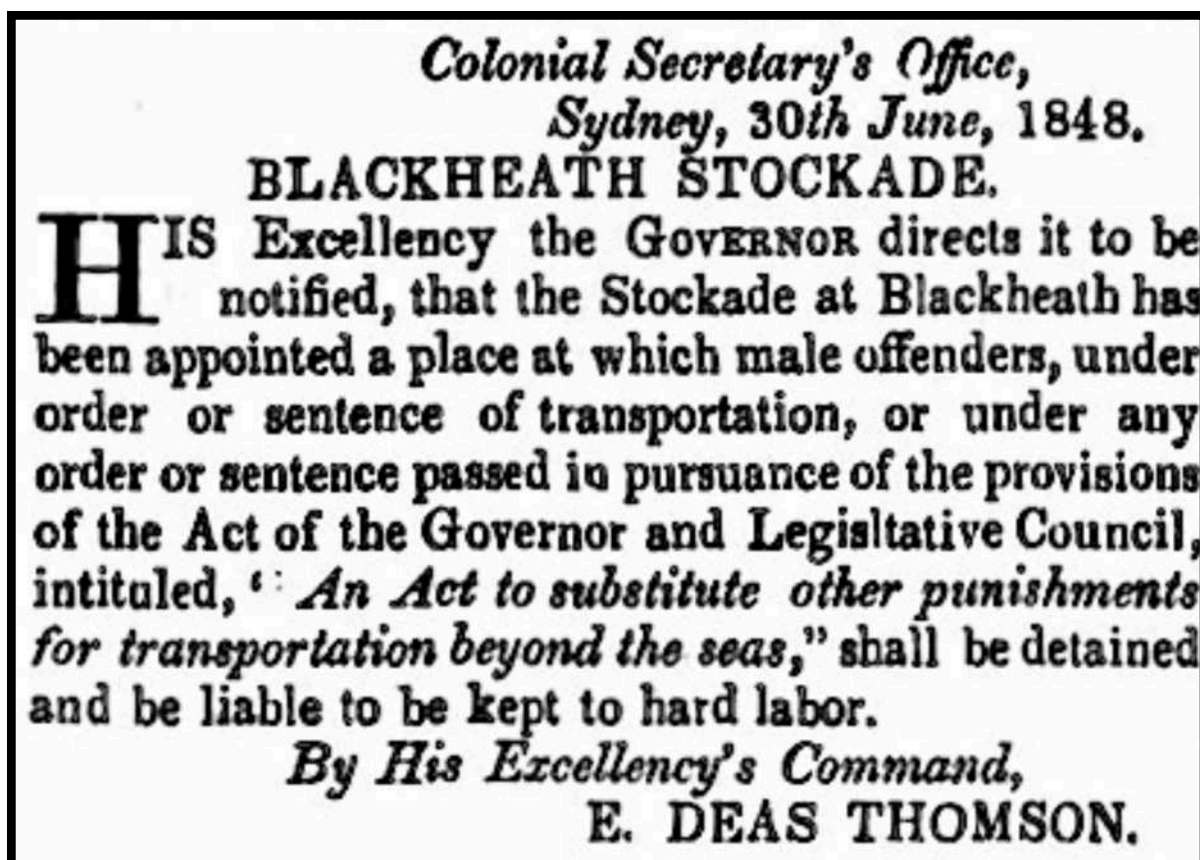 Colonial Secretary's Office,
Sydney, 30th June, 1848.
BLACKHEATH STOCKADE.
HIS Excellency the GOVERNOR directs it to be
notified, that the Stockade at Blackheath has
been appointed a place at which male offenders, under
order or sentence of transportation, or under any
order or sentence passed in pursuance of the provisions
of the Act of the Governor and Legisltative Council,
intituled, “ An Act to substitute other punishments
for transportation beyond the seas,” shall be detained
and be liable to be kept to hard labor.
By His Excellency's Command,
E. DEAS THOMSON.